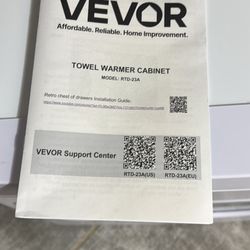 VEVOR
Affordable. Reliable. Home Improvement.
TOWEL WARMER CABINET
MODEL: RTD-23A
Retro chest of drawers Installation Guide:
VEVOR Support Center
RTD-23A(US) RTD-23A(EU)